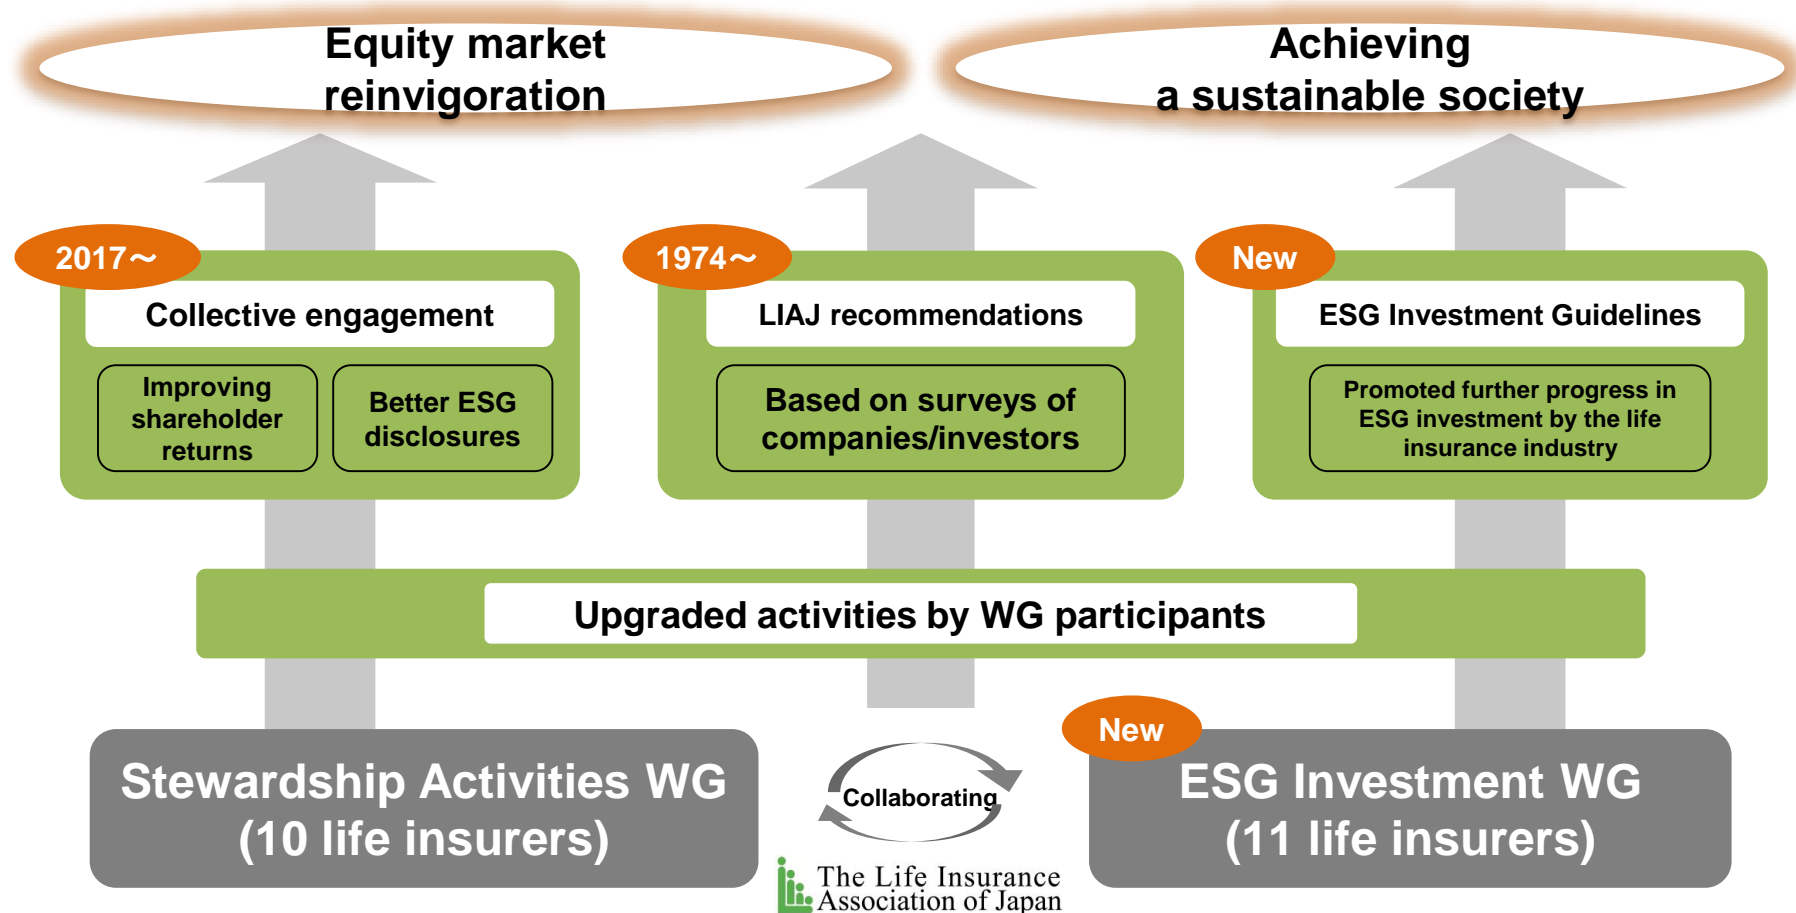 Equity market
reinvigoration
Achieving
a sustainable society
2017～
Collective engagement
Improving
shareholder
returns
Better ESG
disclosures
1974～
LIAJ recommendations
Based on surveys of
companies/investors
New
ESG Investment Guidelines
Promoted further progress in
ESG investment by the life
insurance industry
Upgraded activities by WG participants
Stewardship Activities WG
(10 life insurers)
Collaborating
New
ESG Investment WG
(11 life insurers)
The Life Insurance
Association of Japan